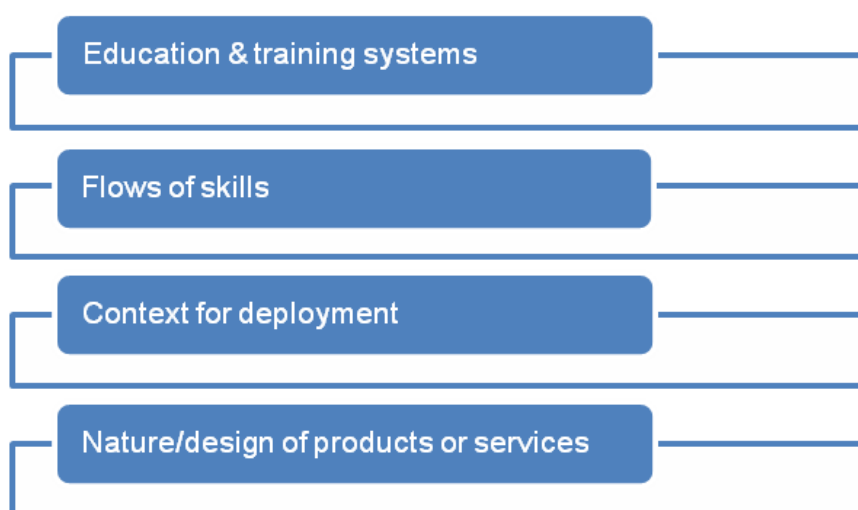 Education & training systems
Flows of skills
Context for deployment
Nature/design of products or services